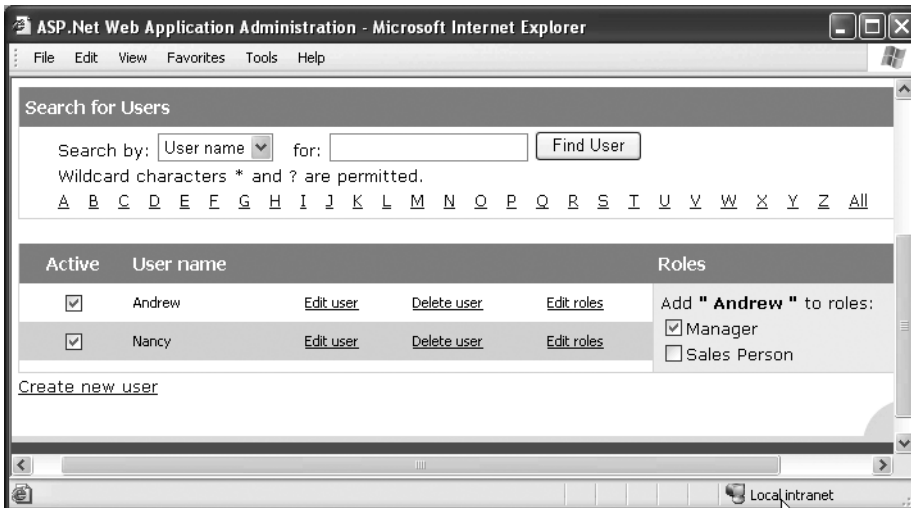 ASP.Net Web Application Administration - Microsoft Internet Explorer
File Edit View Favorites Tools Help
Search for Users
Search by: User name for: Find User
Wildcard characters * and ? are permitted.
A B C D E F G H I J K L M N O P Q R S T U V W X Y Z All
Active User name Roles
Andrew Edit user Delete user Edit roles Add " Andrew " to roles:
Manager
Nancy Edit user Delete user Edit roles
Sales Person
Create new user
Local intranet